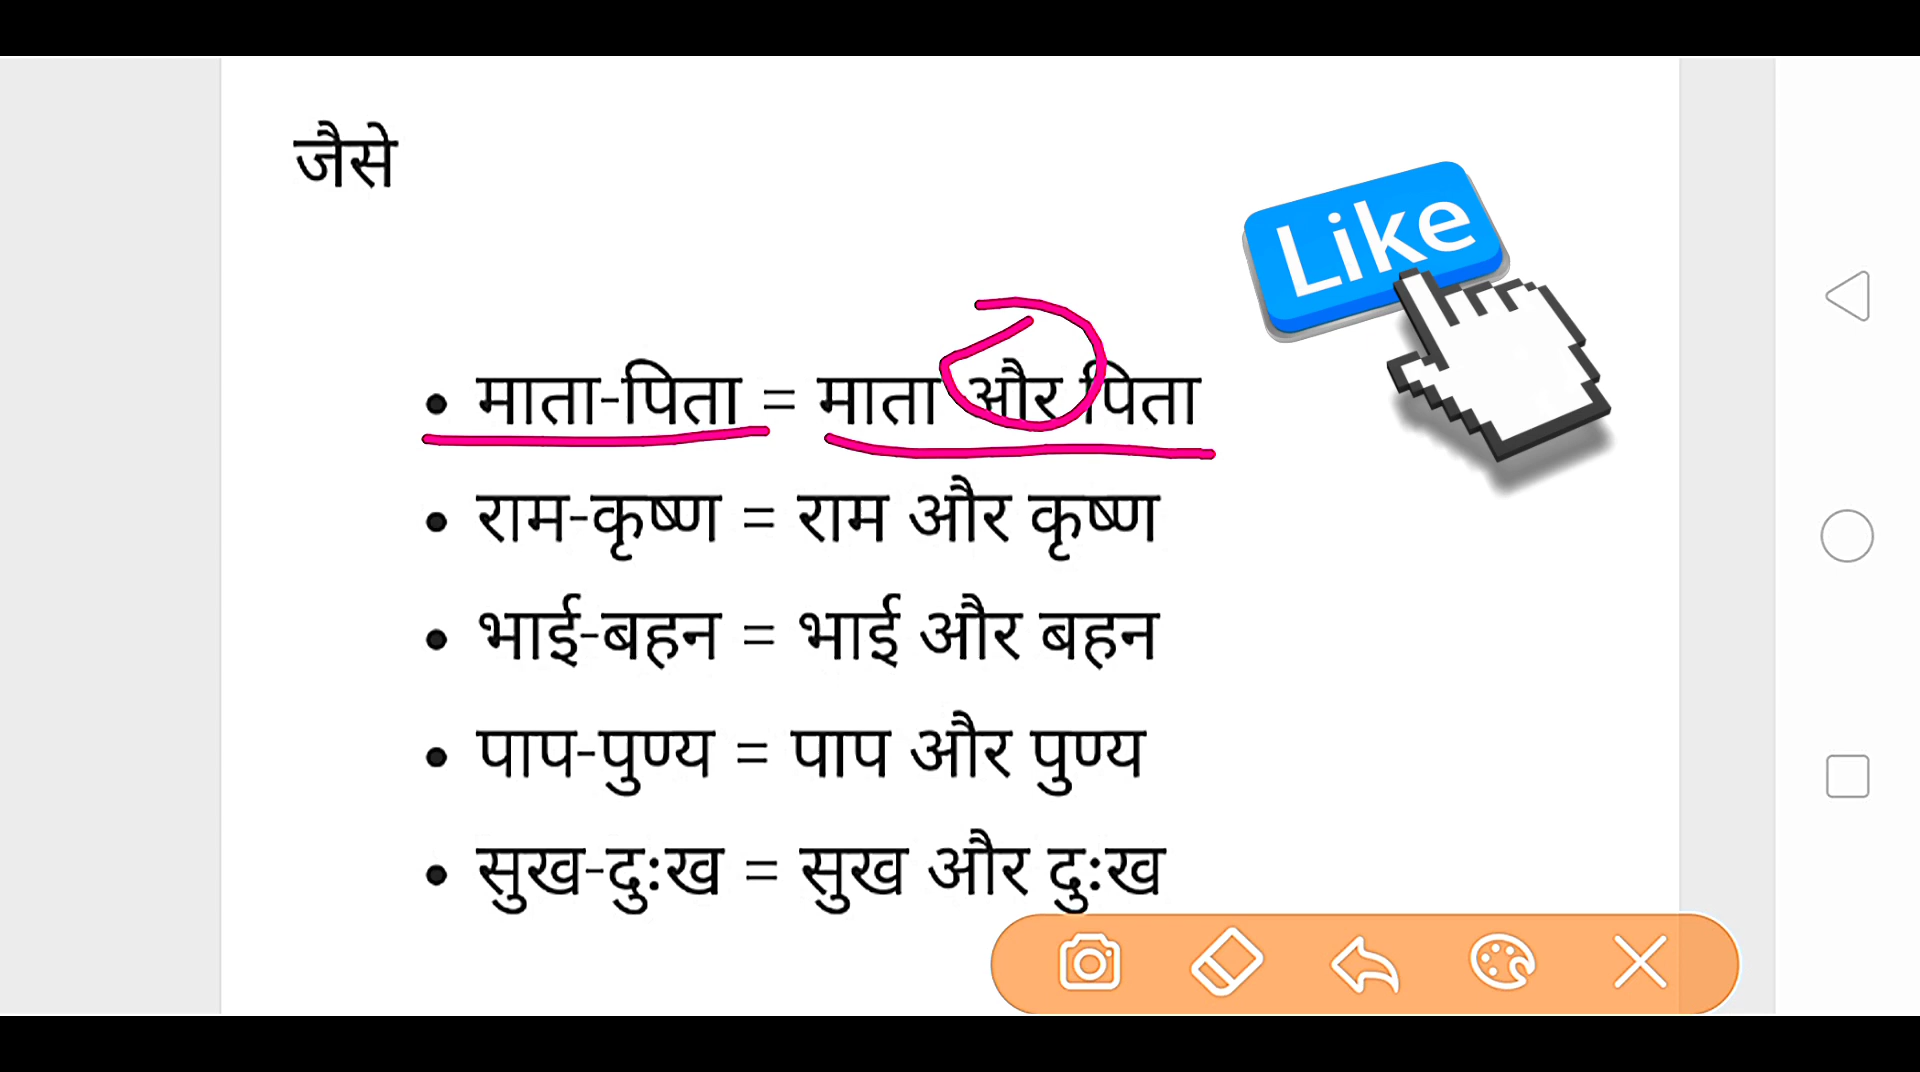 जैसे
Like
• माता-पिता = माता और पिता
• राम-कृष्ण = राम और कृष्ण
• भाई-बहन = भाई और बहन
• पाप-पुण्य = पाप और पुण्य
• सुख-दुःख = सुख और दुःख